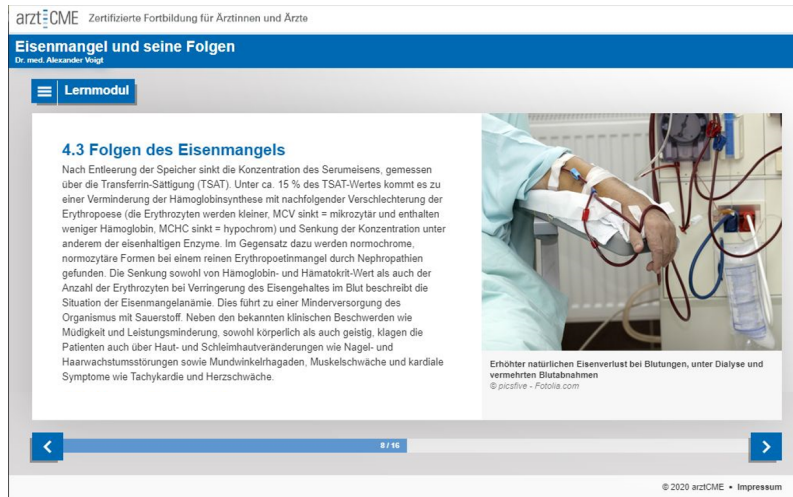 arztCME Zertifizierte Fortbildung für Ärztinnen und Ärzte
Eisenmangel und seine Folgen
Dr. med. Alexander Voigt
Lernmodul
4.3 Folgen des Eisenmangels
Nach Entleerung der Speicher sinkt die Konzentration des Serumeisens, gemessen
über die Transferrin-Sättigung (TSAT). Unter ca. 15 % des TSAT-Wertes kommt es zu
einer Verminderung der Hämoglobinsynthese mit nachfolgender Verschlechterung der
Erythropoese (die Erythrozyten werden kleiner, MCV sinkt = mikrozytär und enthalten
weniger Hämoglobin, MCHC sinkt = hypochrom) und Senkung der Konzentration unter
anderem der eisenhaltigen Enzyme. Im Gegensatz dazu werden normochrome,
normozytäre Formen bei einem reinen Erythropoetinmangel durch Nephropathien
gefunden. Die Senkung sowohl von Hämoglobin- und Hämatokrit-Wert als auch der
Anzahl der Erythrozyten bei Verringerung des Eisengehaltes im Blut beschreibt die
Situation der Eisenmangelanämie. Dies führt zu einer Minderversorgung des
Organismus mit Sauerstoff. Neben den bekannten klinischen Beschwerden wie
Müdigkeit und Leistungsminderung, sowohl körperlich als auch geistig, klagen die
Patienten auch über Haut- und Schleimhautveränderungen wie Nagel- und
Haarwachstumsstörungen sowie Mundwinkelrhagaden, Muskelschwäche und kardiale
Symptome wie Tachykardie und Herzschwäche.
Erhöhter natürlichen Eisenverlust bei Blutungen, unter Dialyse und
vermehrten Blutabnahmen
© picsfive - Fotolia.com
8 / 16
© 2020 arztCME • Impressum